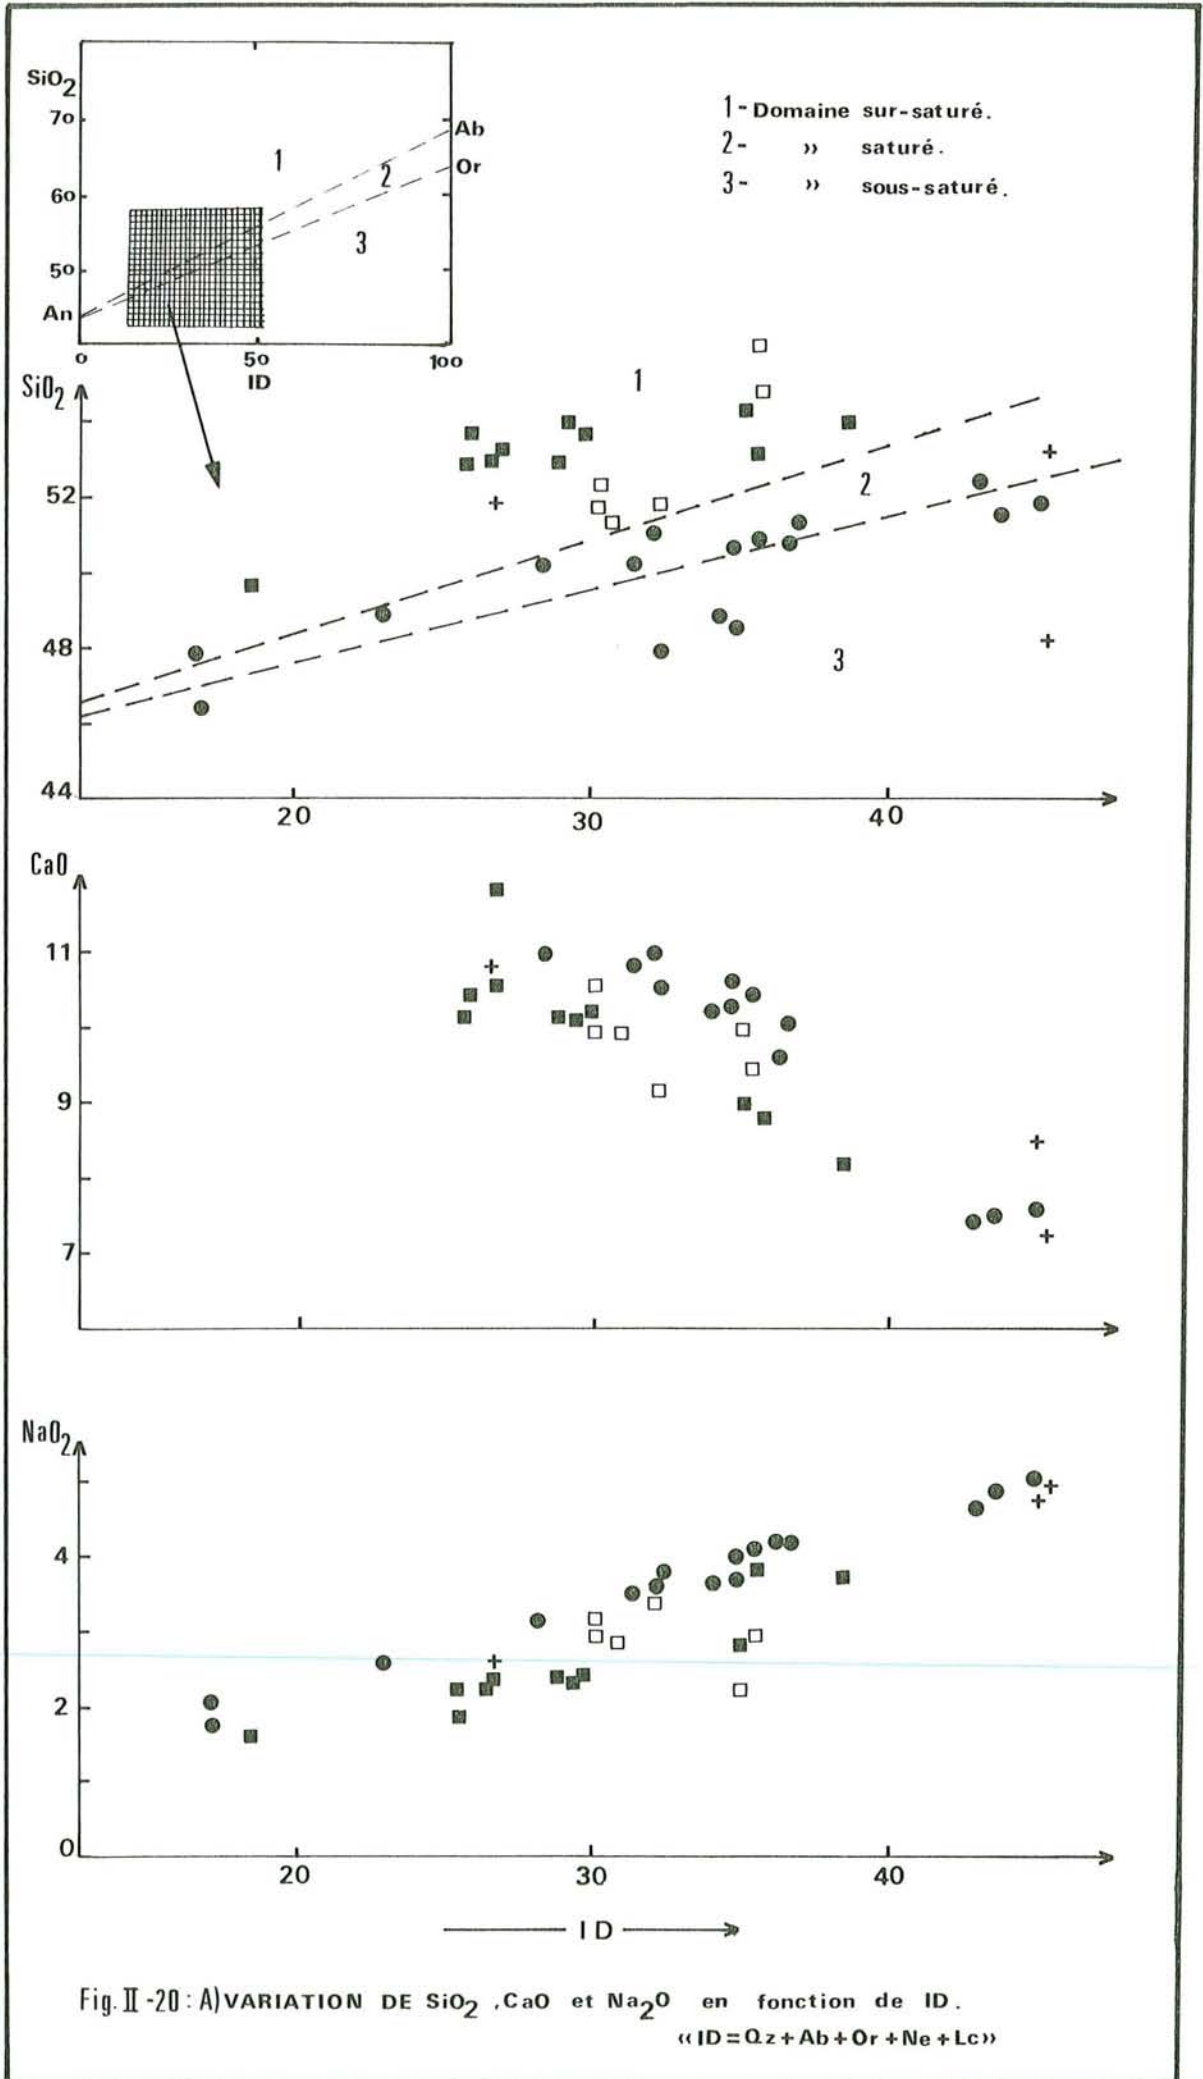 SiO2
70
60
50
An
Ab
Or
1
2
3
0 50 100
ID
1- Domaine sur-saturé.
2- » saturé.
3- » sous-saturé.
SiO2
52
48
44
1
2
3
20 30 40
CaO
11
9
7
NaO2
4
2
0
20 30 40
ID
Fig. II-20 : A) VARIATION DE SiO2 ,CaO et Na2O en fonction de ID.
«ID=Qz+Ab+Or+Ne+Lc»